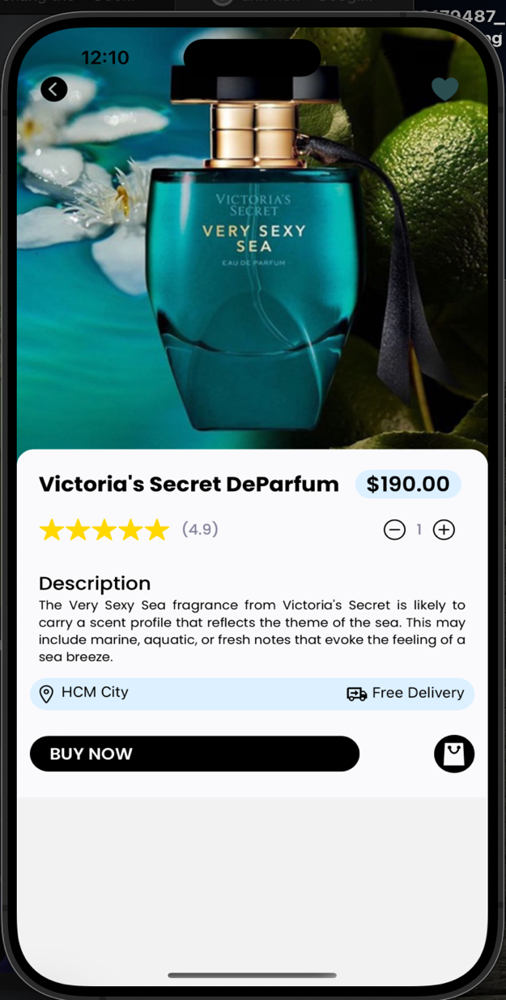 79487_
12:10
VICTORIA'S
SECRET
VERY SEXY
SEA
EAU DE PARFUM
Victoria's Secret DeParfum
$190.00
(4.9)
1
Description
The Very Sexy Sea fragrance from Victoria's Secret is likely to
carry a scent profile that reflects the theme of the sea. This may
include marine, aquatic, or fresh notes that evoke the feeling of a
sea breeze.
HCM City
Free Delivery
BUY NOW